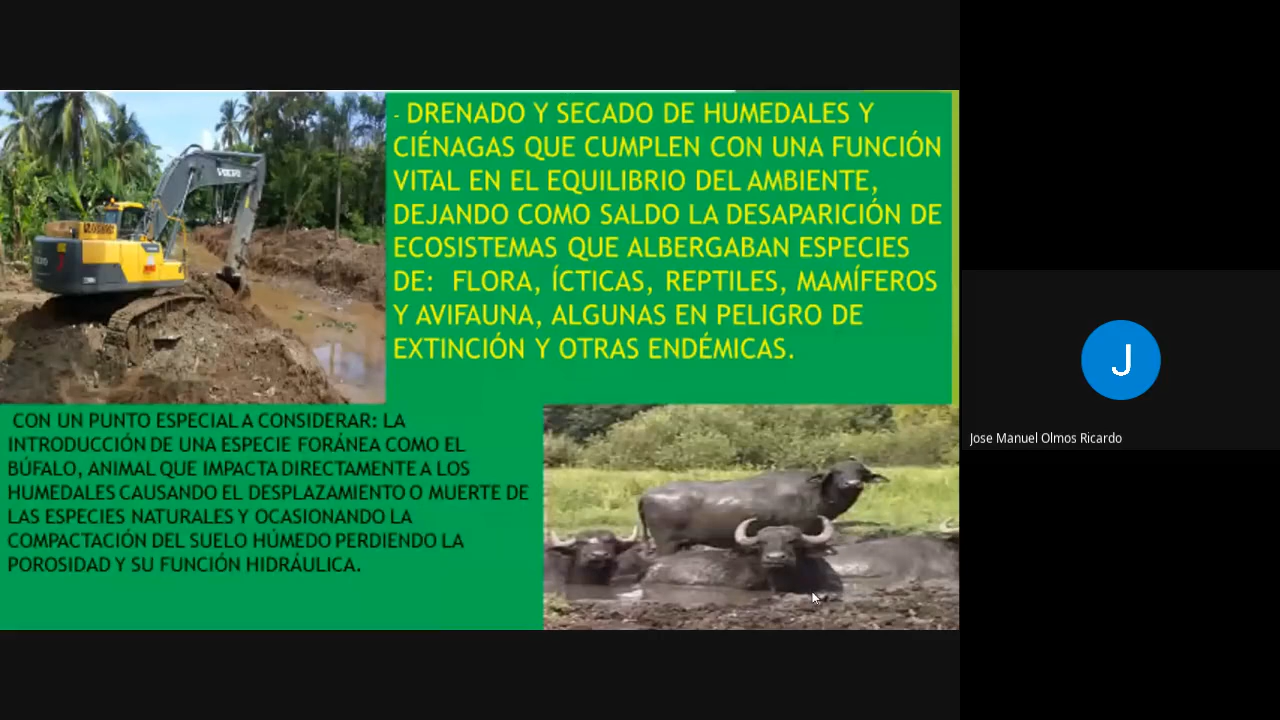 - DRENADO Y SECADO DE HUMEDALES Y
CIÉNAGAS QUE CUMPLEN CON UNA FUNCIÓN
VITAL EN EL EQUILIBRIO DEL AMBIENTE,
DEJANDO COMO SALDO LA DESAPARICIÓN DE
ECOSISTEMAS QUE ALBERGABAN ESPECIES
DE: FLORA, ÍCTICAS, REPTILES, MAMÍFEROS
Y AVIFAUNA, ALGUNAS EN PELIGRO DE
EXTINCIÓN Y OTRAS ENDÉMICAS.
VOLVO
CON UN PUNTO ESPECIAL A CONSIDERAR: LA
INTRODUCCIÓN DE UNA ESPECIE FORÁNEA COMO EL
BÚFALO, ANIMAL QUE IMPACTA DIRECTAMENTE A LOS
HUMEDALES CAUSANDO EL DESPLAZAMIENTO O MUERTE DE
LAS ESPECIES NATURALES Y OCASIONANDO LA
COMPACTACIÓN DEL SUELO HÚMEDO PERDIENDO LA
POROSIDAD Y SU FUNCIÓN HIDRÁULICA.
J
Jose Manuel Olmos Ricardo